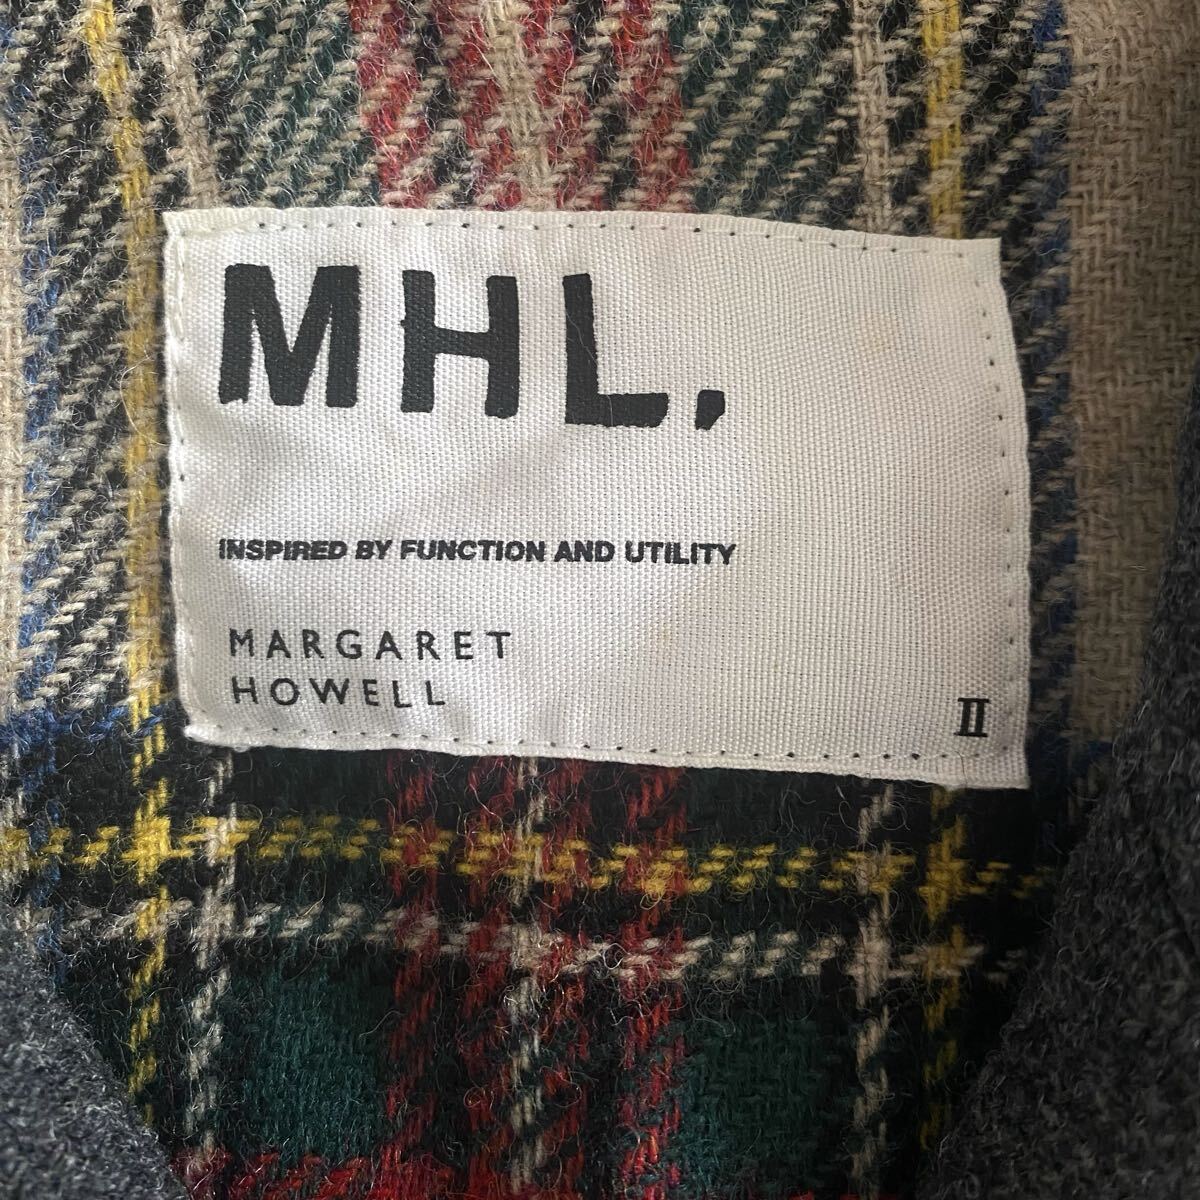 MHL.
INSPIRED BY FUNCTION AND UTILITY
MARGARET
HOWELL
II